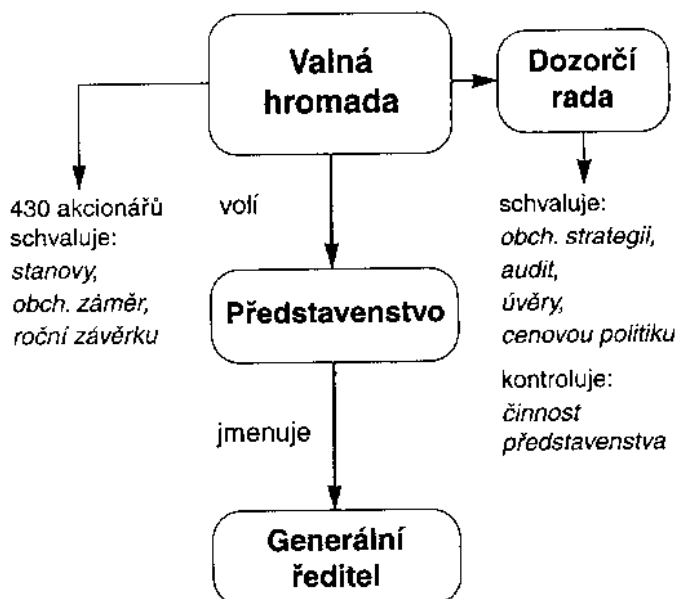 Valná
hromada
Dozorčí
rada
430 akcionářů
schvaluje:
stanovy,
obch. záměr,
roční závěrku
volí
schvaluje:
obch. strategii,
audit,
úvěry,
cenovou politiku
kontroluje:
činnost
představenstva
Představenstvo
jmenuje
Generální
ředitel